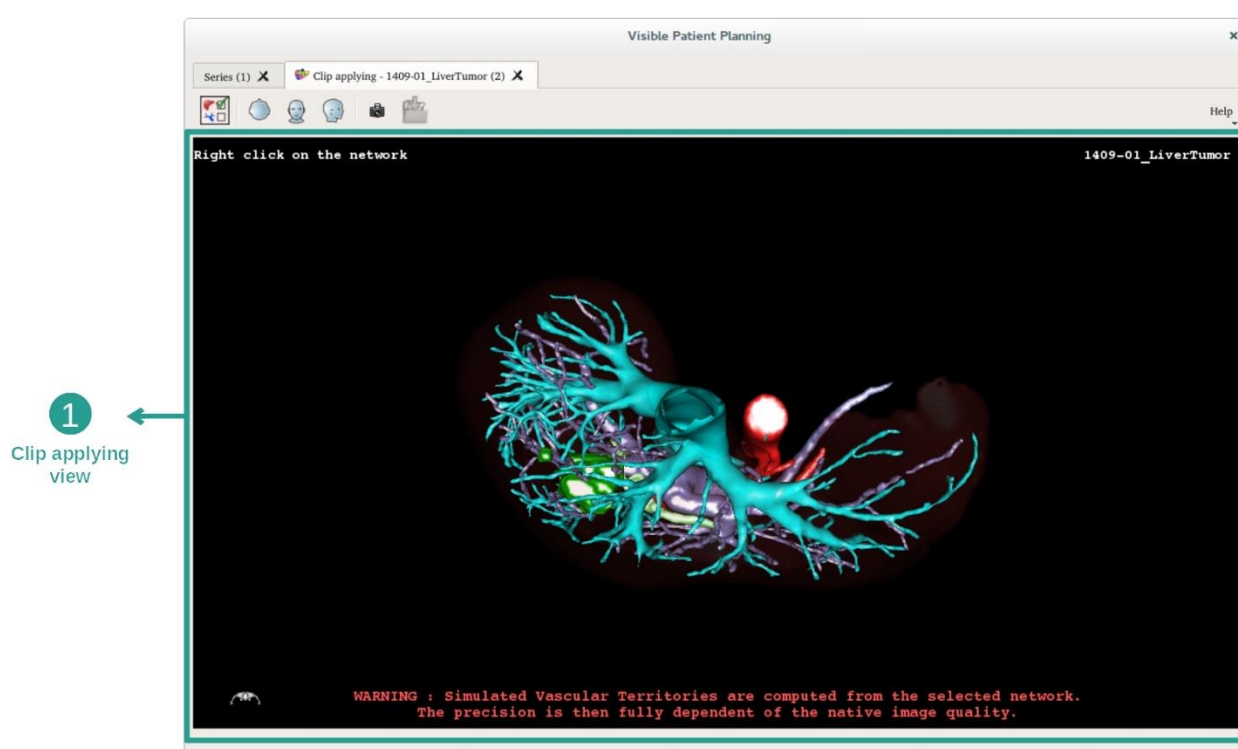 Visible Patient Planning
Series (1)
Clip applying - 1409-01_LiverTumor (2)
Help
Right click on the network
1409-01_LiverTumor
1
Clip applying
view
WARNING : Simulated Vascular Territories are computed from the selected network.
The precision is then fully dependent of the native image quality.